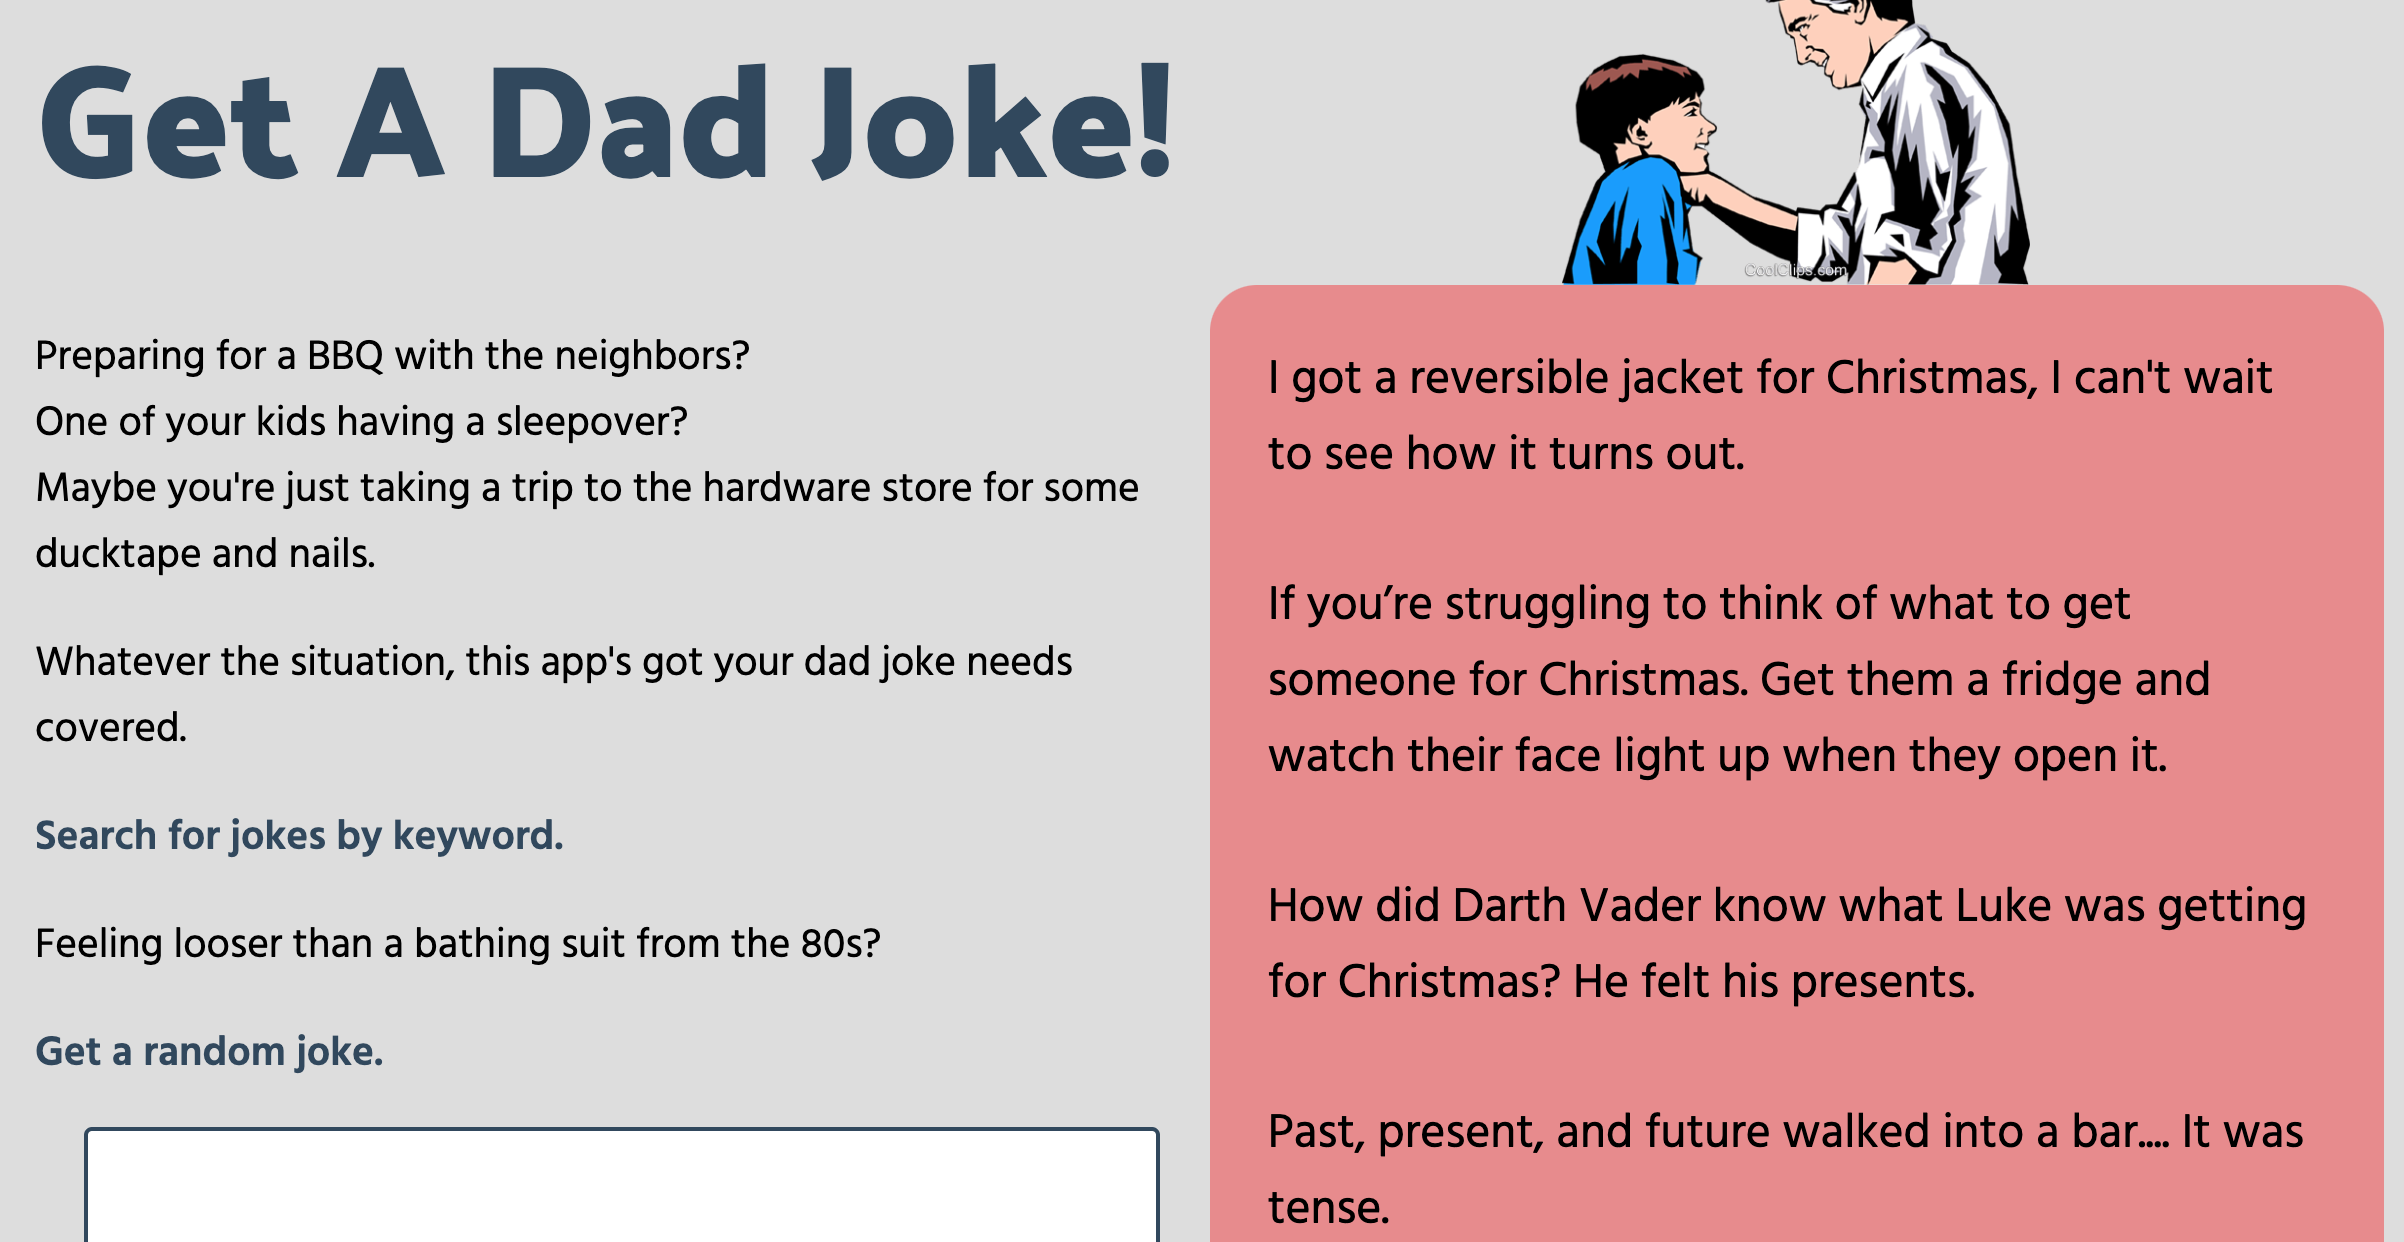 Get A Dad Joke!
CoolClips.com
Preparing for a BBQ with the neighbors?
One of your kids having a sleepover?
Maybe you're just taking a trip to the hardware store for some
ducktape and nails.
Whatever the situation, this app's got your dad joke needs
covered.
Search for jokes by keyword.
Feeling looser than a bathing suit from the 80s?
Get a random joke.
I got a reversible jacket for Christmas, I can't wait
to see how it turns out.
If you’re struggling to think of what to get
someone for Christmas. Get them a fridge and
watch their face light up when they open it.
How did Darth Vader know what Luke was getting
for Christmas? He felt his presents.
Past, present, and future walked into a bar.... It was
tense.